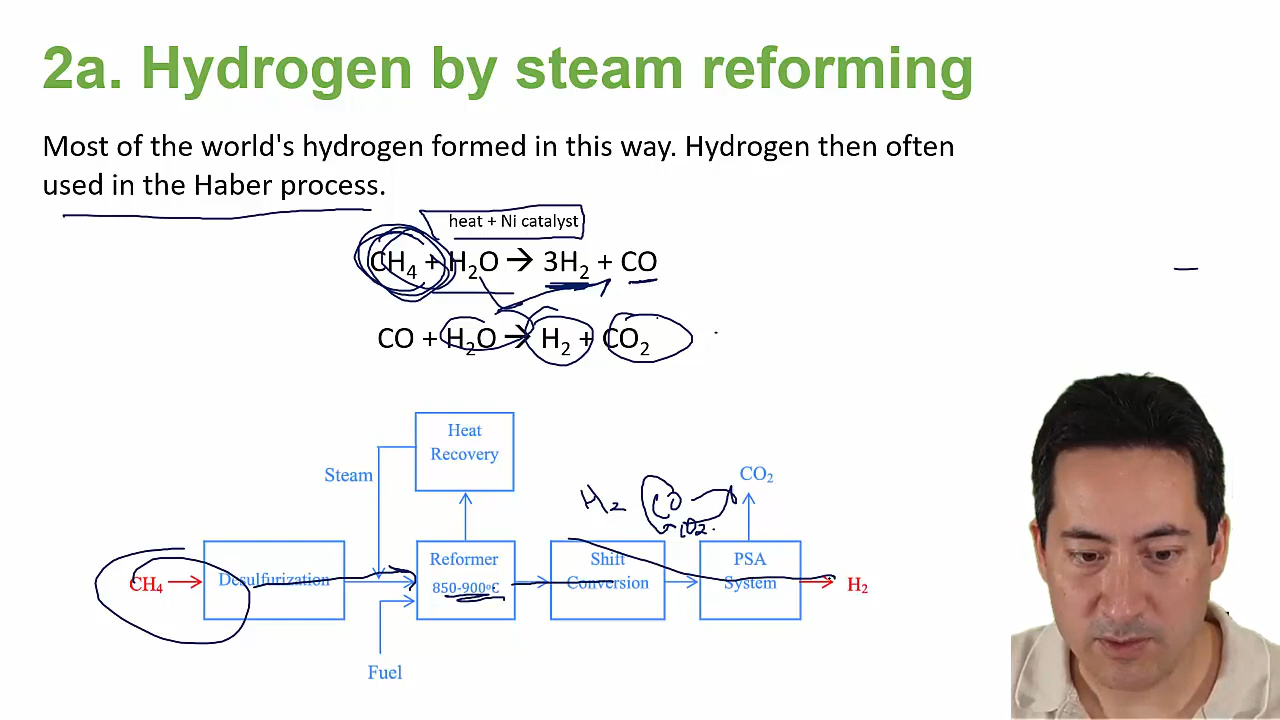 2a. Hydrogen by steam reforming
Most of the world's hydrogen formed in this way. Hydrogen then often
used in the Haber process.
heat + Ni catalyst
CH₄ + H₂O → 3H₂ + CO
CO + H₂O → H₂ + CO₂
Heat
Recovery
Steam
CO₂
H₂ CO
CO₂
CH₄
Desulfurization
Reformer
850-900°C
Shift
Conversion
PSA
System
H₂
Fuel